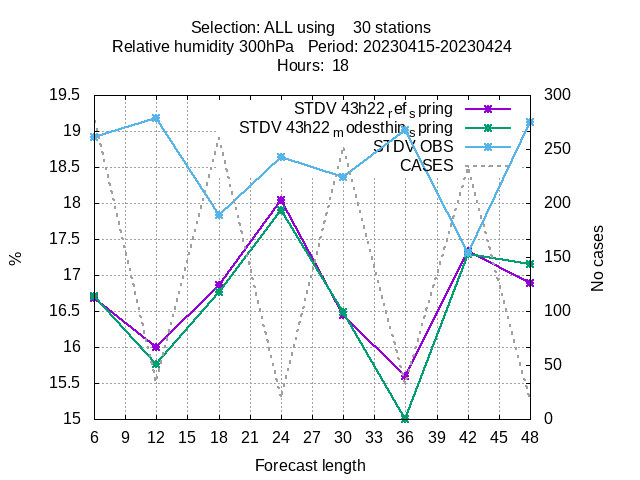 Selection: ALL using    30 stations
Relative humidity 300hPa   Period: 20230415-20230424
Hours:  18
STDV 43h22_ref_spring
STDV 43h22_modesthin_spring
STDV OBS
CASES
%
No cases
19.5
19
18.5
18
17.5
17
16.5
16
15.5
15
300
250
200
150
100
50
0
6 9 12 15 18 21 24 27 30 33 36 39 42 45 48
Forecast length